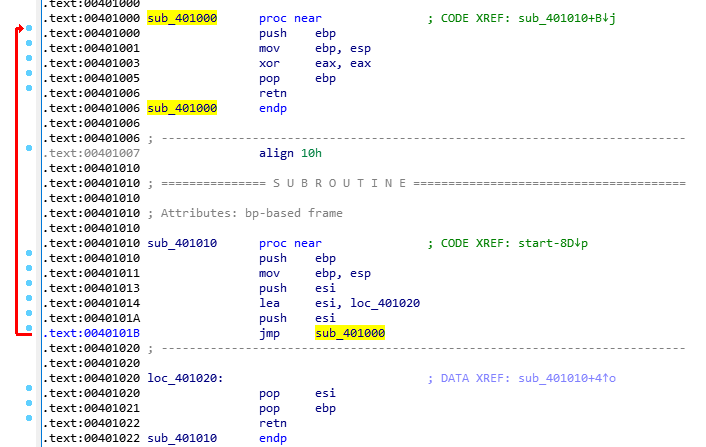 .text:00401000
.text:00401000 sub_401000 proc near ; CODE XREF: sub_401010+B↓j
.text:00401000 push ebp
.text:00401001 mov ebp, esp
.text:00401003 xor eax, eax
.text:00401005 pop ebp
.text:00401006 retn
.text:00401006 sub_401000 endp
.text:00401006
.text:00401006 ; ---------------------------------------------------------------------------
.text:00401007 align 10h
.text:00401010
.text:00401010 ; =============== S U B R O U T I N E =======================================
.text:00401010
.text:00401010 ; Attributes: bp-based frame
.text:00401010
.text:00401010 sub_401010 proc near ; CODE XREF: start-8D↓p
.text:00401010 push ebp
.text:00401011 mov ebp, esp
.text:00401013 push esi
.text:00401014 lea esi, loc_401020
.text:0040101A push esi
.text:0040101B jmp sub_401000
.text:00401020 ; ---------------------------------------------------------------------------
.text:00401020
.text:00401020 loc_401020: ; DATA XREF: sub_401010+4↑o
.text:00401020 pop esi
.text:00401021 pop ebp
.text:00401022 retn
.text:00401022 sub_401010 endp